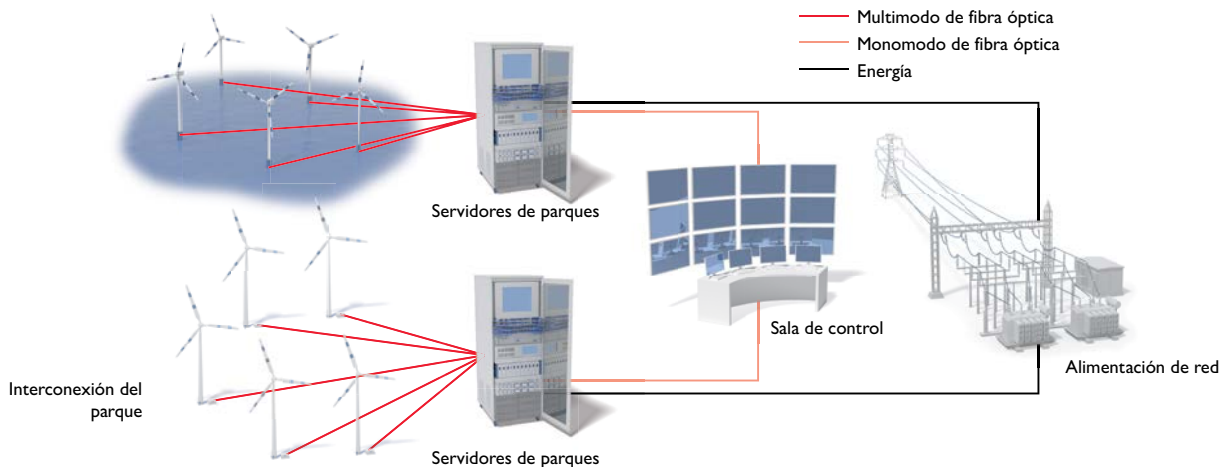 Multimodo de fibra óptica
Monomodo de fibra óptica
Energía
Servidores de parques
Sala de control
Alimentación de red
Interconexión del
parque
Servidores de parques